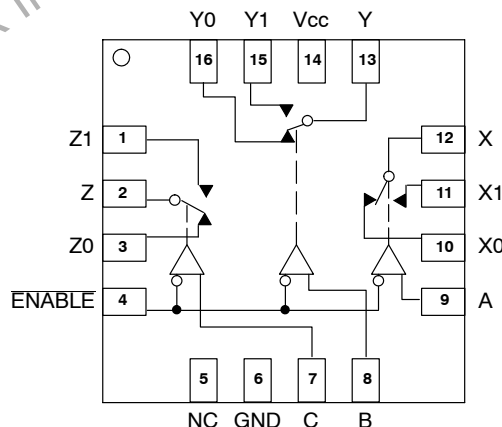 Y0 Y1 Vcc Y
16 15 14 13
Z1 1 12 X
Z 2 11 X1
Z0 3 10 X0
ENABLE 4 9 A
5 6 7 8
NC GND C B